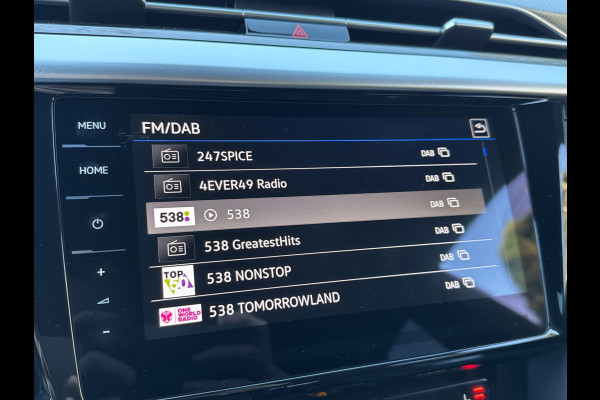 FM/DAB
MENU
HOME
247SPICE DAB
4EVER49 Radio DAB
538 538 DAB
538 GreatestHits DAB
TOP 50 538 NONSTOP DAB
ONE WORLD RADIO 538 TOMORROWLAND DAB
+
-